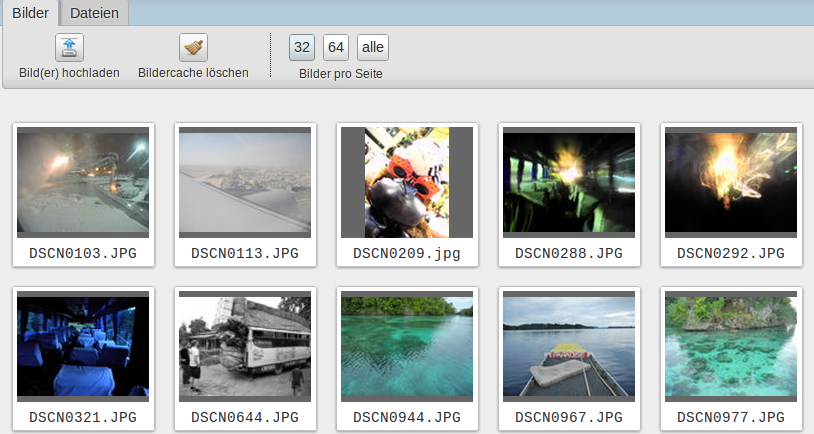 Bilder Dateien
Bild(er) hochladen Bildercache löschen 32 64 alle
Bilder pro Seite
DSCN0103.JPG DSCN0113.JPG DSCN0209.jpg DSCN0288.JPG DSCN0292.JPG
DSCN0321.JPG DSCN0644.JPG DSCN0944.JPG DSCN0967.JPG DSCN0977.JPG